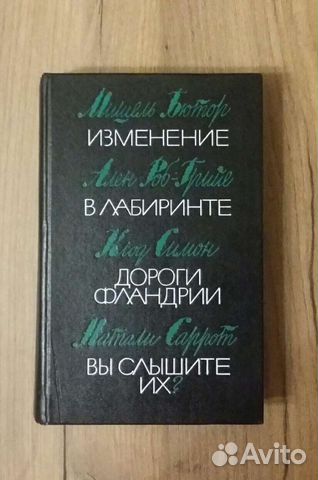 Мишель Бютор
ИЗМЕНЕНИЕ
Ален Роб-Грийе
В ЛАБИРИНТЕ
Клод Симон
ДОРОГИ
ФЛАНДРИИ
Натали Саррот
ВЫ СЛЫШИТЕ
ИХ?
Avito